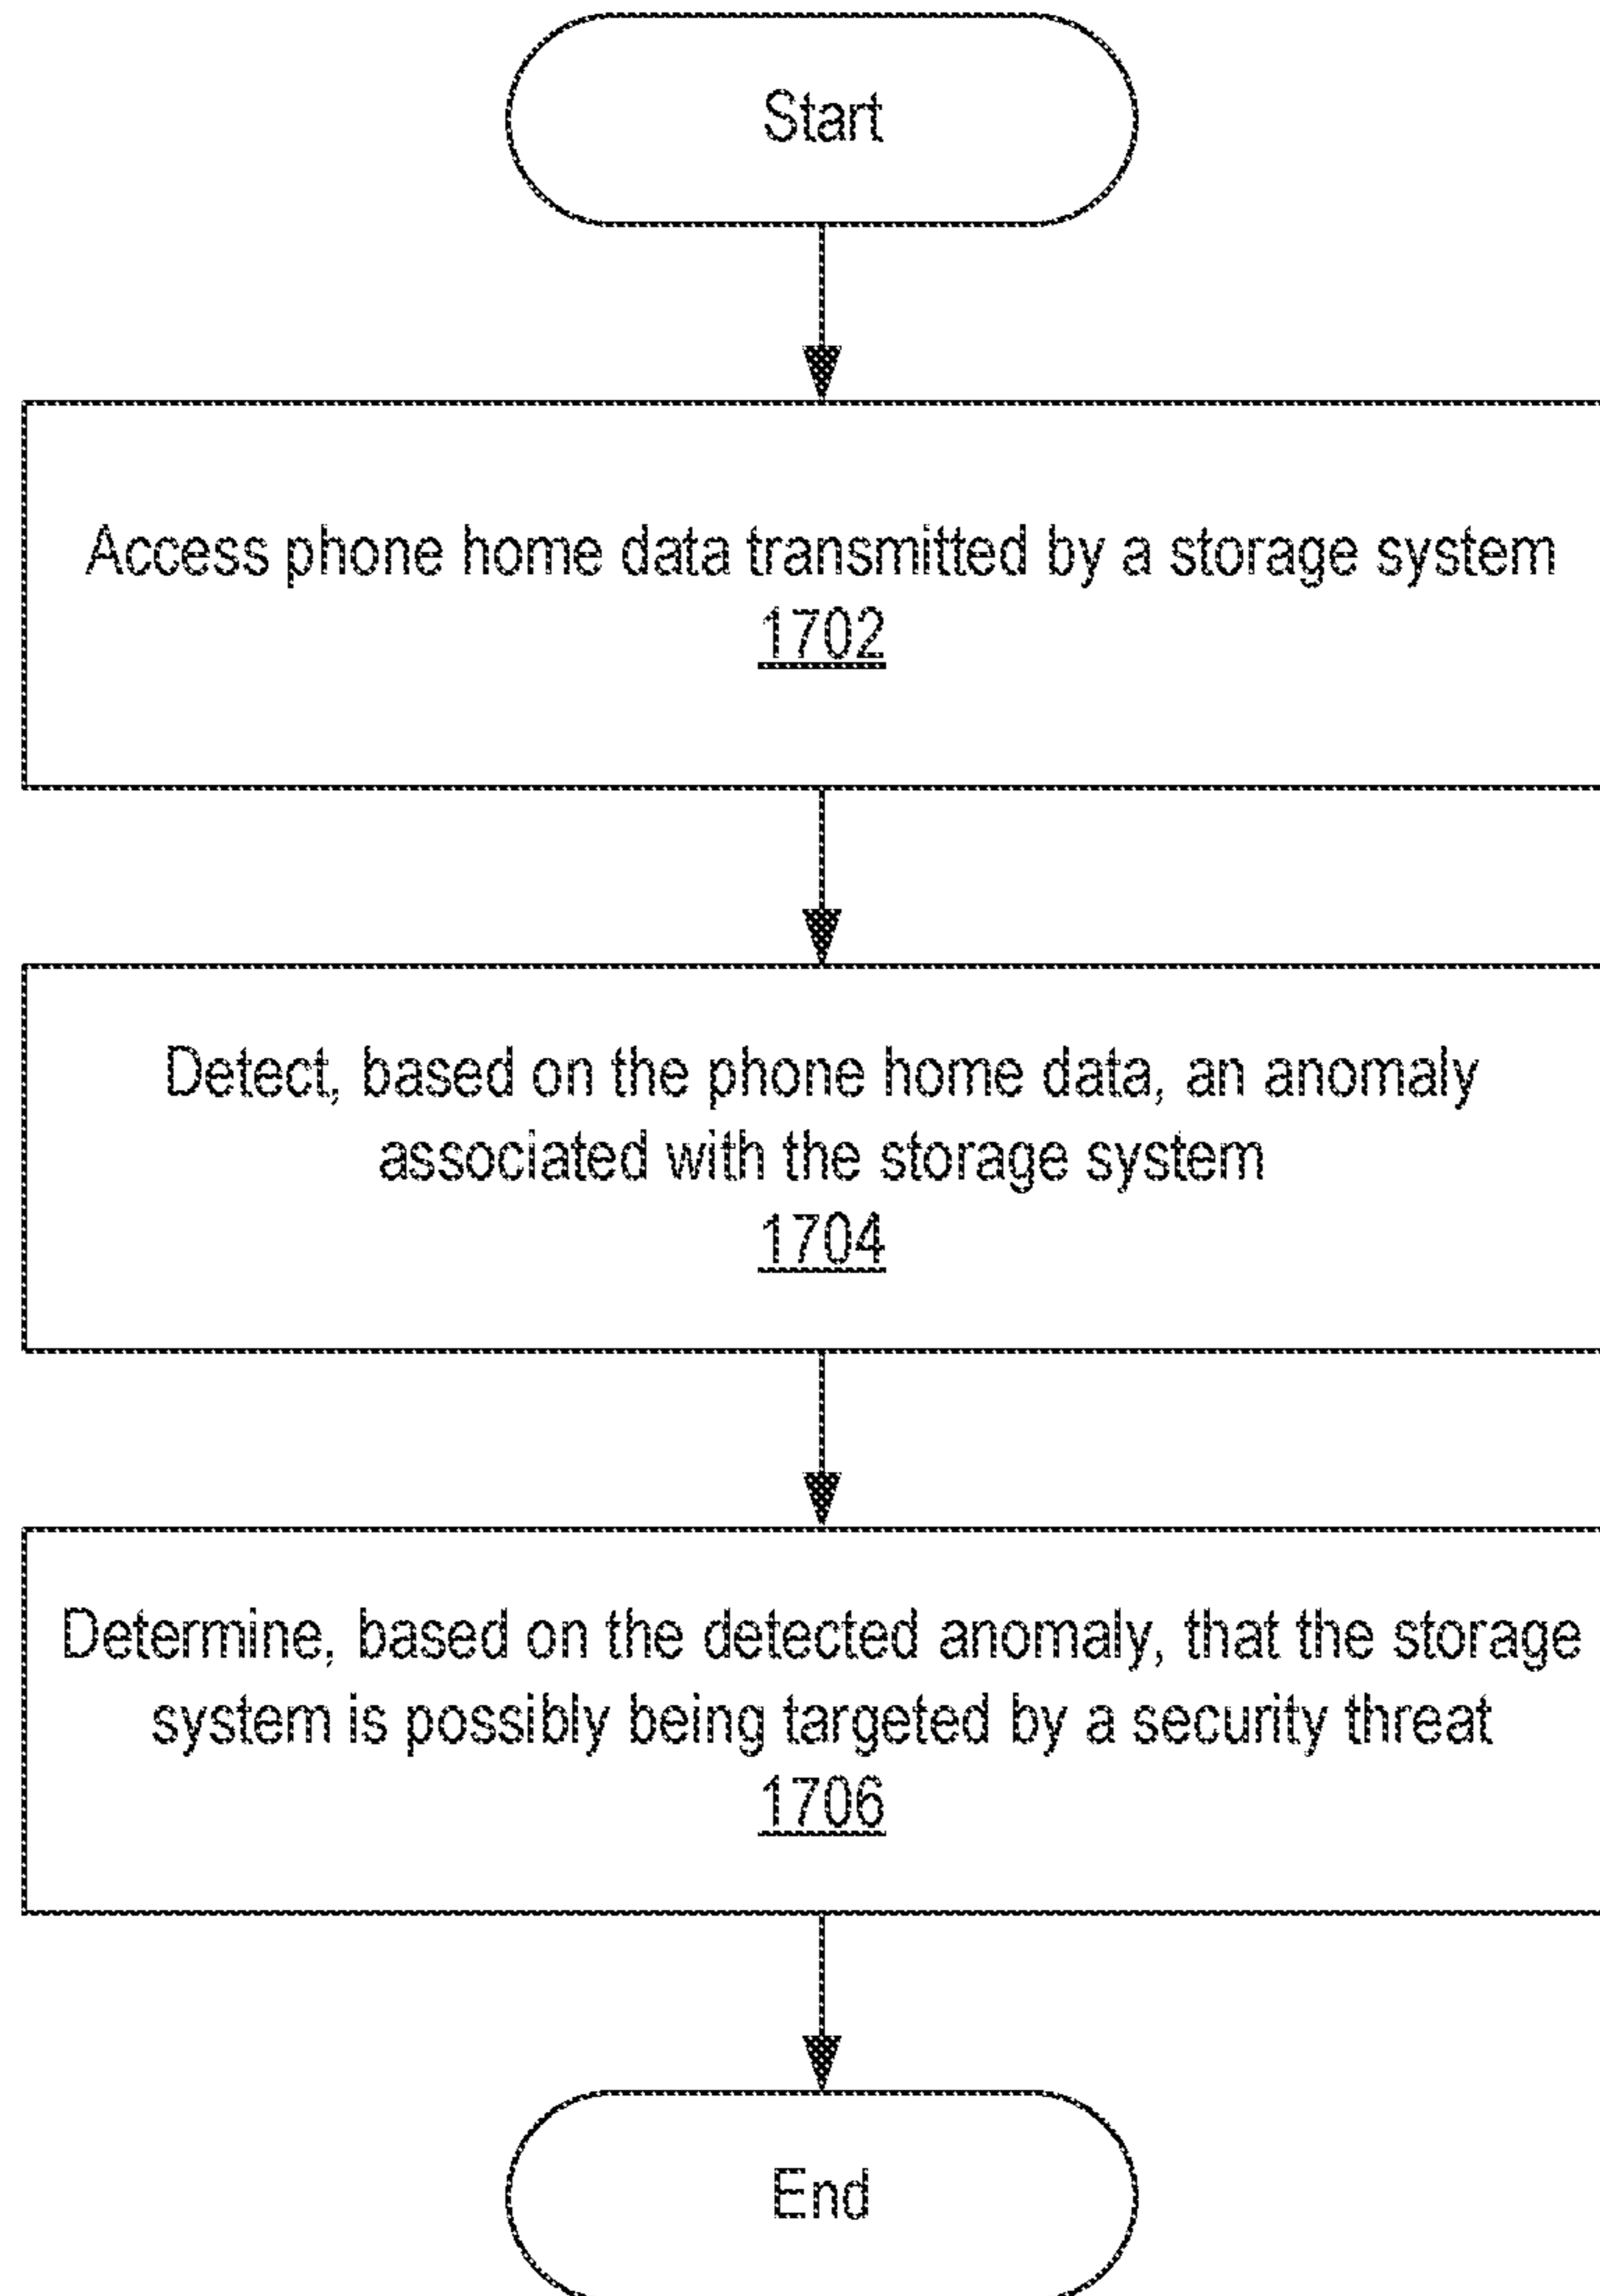 Start
Access phone home data transmitted by a storage system
1702
Detect, based on the phone home data, an anomaly
associated with the storage system
1704
Determine, based on the detected anomaly, that the storage
system is possibly being targeted by a security threat
1706
End